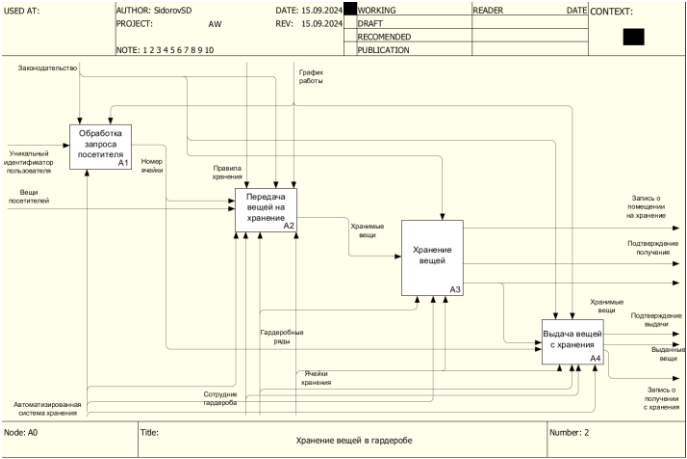 USED AT:
AUTHOR: SidorovSD
DATE: 15.09.2024
WORKING
READER
DATE
CONTEXT:
PROJECT: AW
REV: 15.09.2024
DRAFT
RECOMENDED
NOTE: 1 2 3 4 5 6 7 8 9 10
PUBLICATION
Законодательство
График
работы
Обработка
запроса
посетителя
A1
Уникальный
идентификатор
пользователя
Номер
ячейки
Правила
хранения
Вещи
посетителей
Передача
вещей на
хранение
A2
Хранимые
вещи
Запись о
помещении
на хранение
Хранение
вещей
A3
Подтверждение
получения
Хранимые
вещи
Подтверждение
выдачи
Выдача вещей
с хранения
A4
Выданные
вещи
Гардеробные
ряды
Ячейки
хранения
Сотрудник
гардероба
Автоматизированная
система хранения
Запись о
получении
с хранения
Node: A0
Title:
Хранение вещей в гардеробе
Number: 2